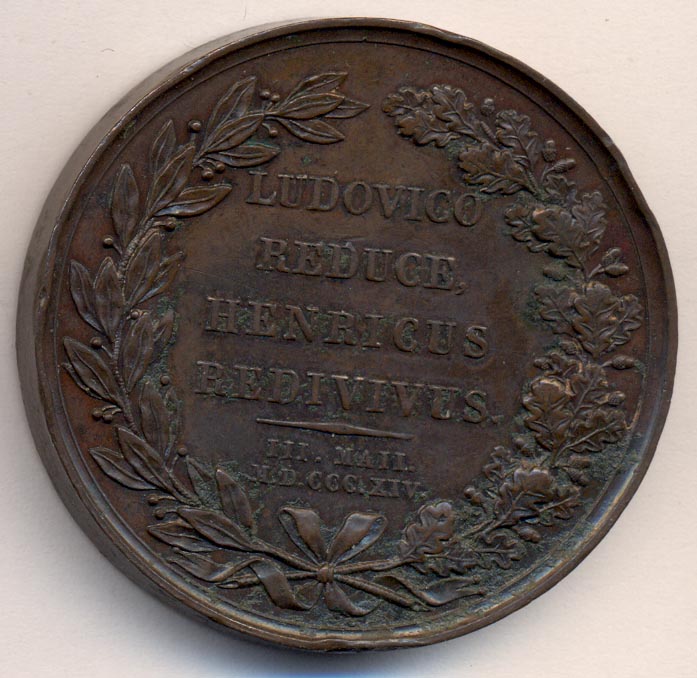 LUDOVICO
REDUCE,
HENRICUS
REDIVIVUS.
III. MAII.
M.D.CCC.XIV.